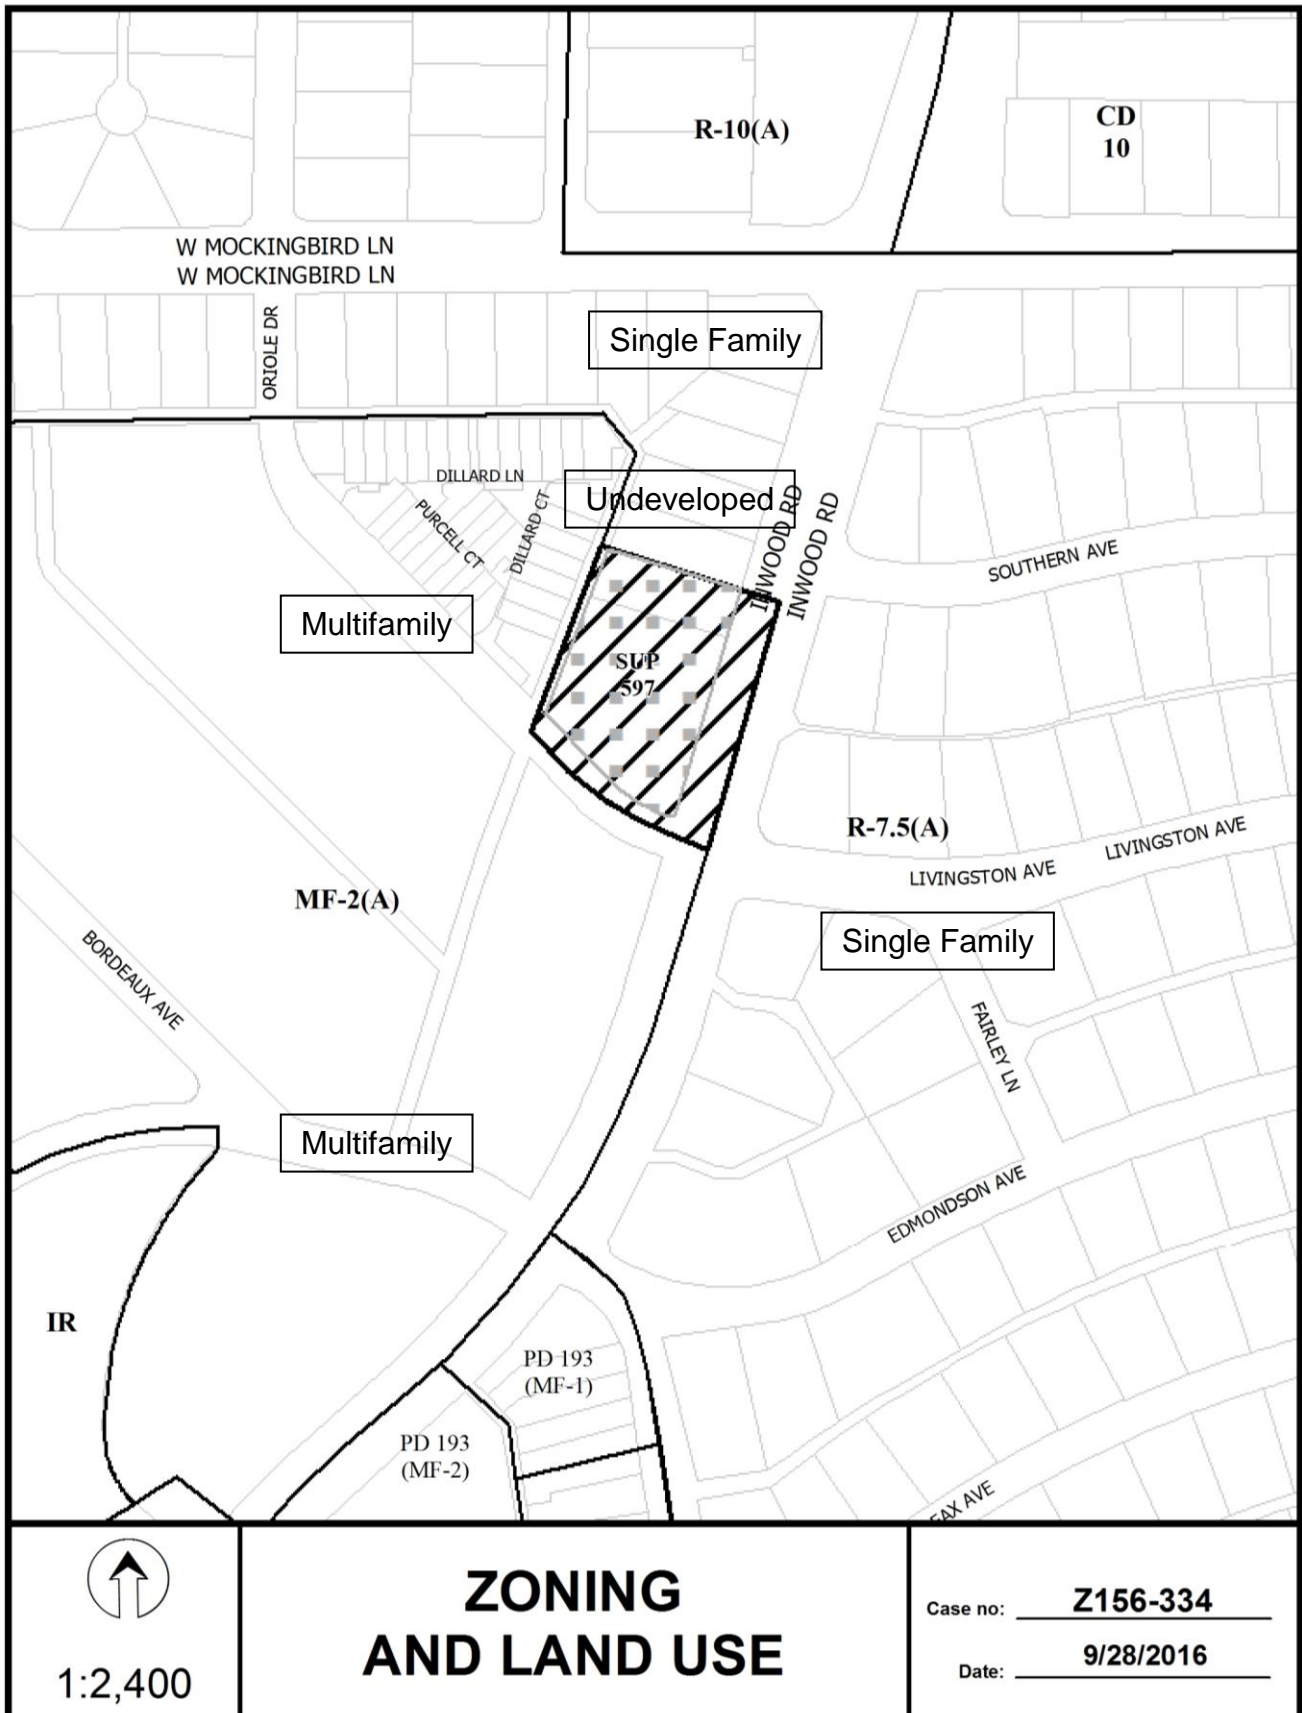 R-10(A)
CD
10
W MOCKINGBIRD LN
W MOCKINGBIRD LN
ORIOLE DR
Single Family
DILLARD LN
Undeveloped
PURCELL CT
DILLARD CT
INWOOD RD
INWOOD RD
SOUTHERN AVE
Multifamily
SUP
597
R-7.5(A)
LIVINGSTON AVE
LIVINGSTON AVE
MF-2(A)
Single Family
BORDEAUX AVE
FAIRLEY LN
Multifamily
EDMONDSON AVE
IR
PD 193
(MF-1)
PD 193
(MF-2)
AX AVE
1:2,400
ZONING
AND LAND USE
Case no: Z156-334
Date: 9/28/2016